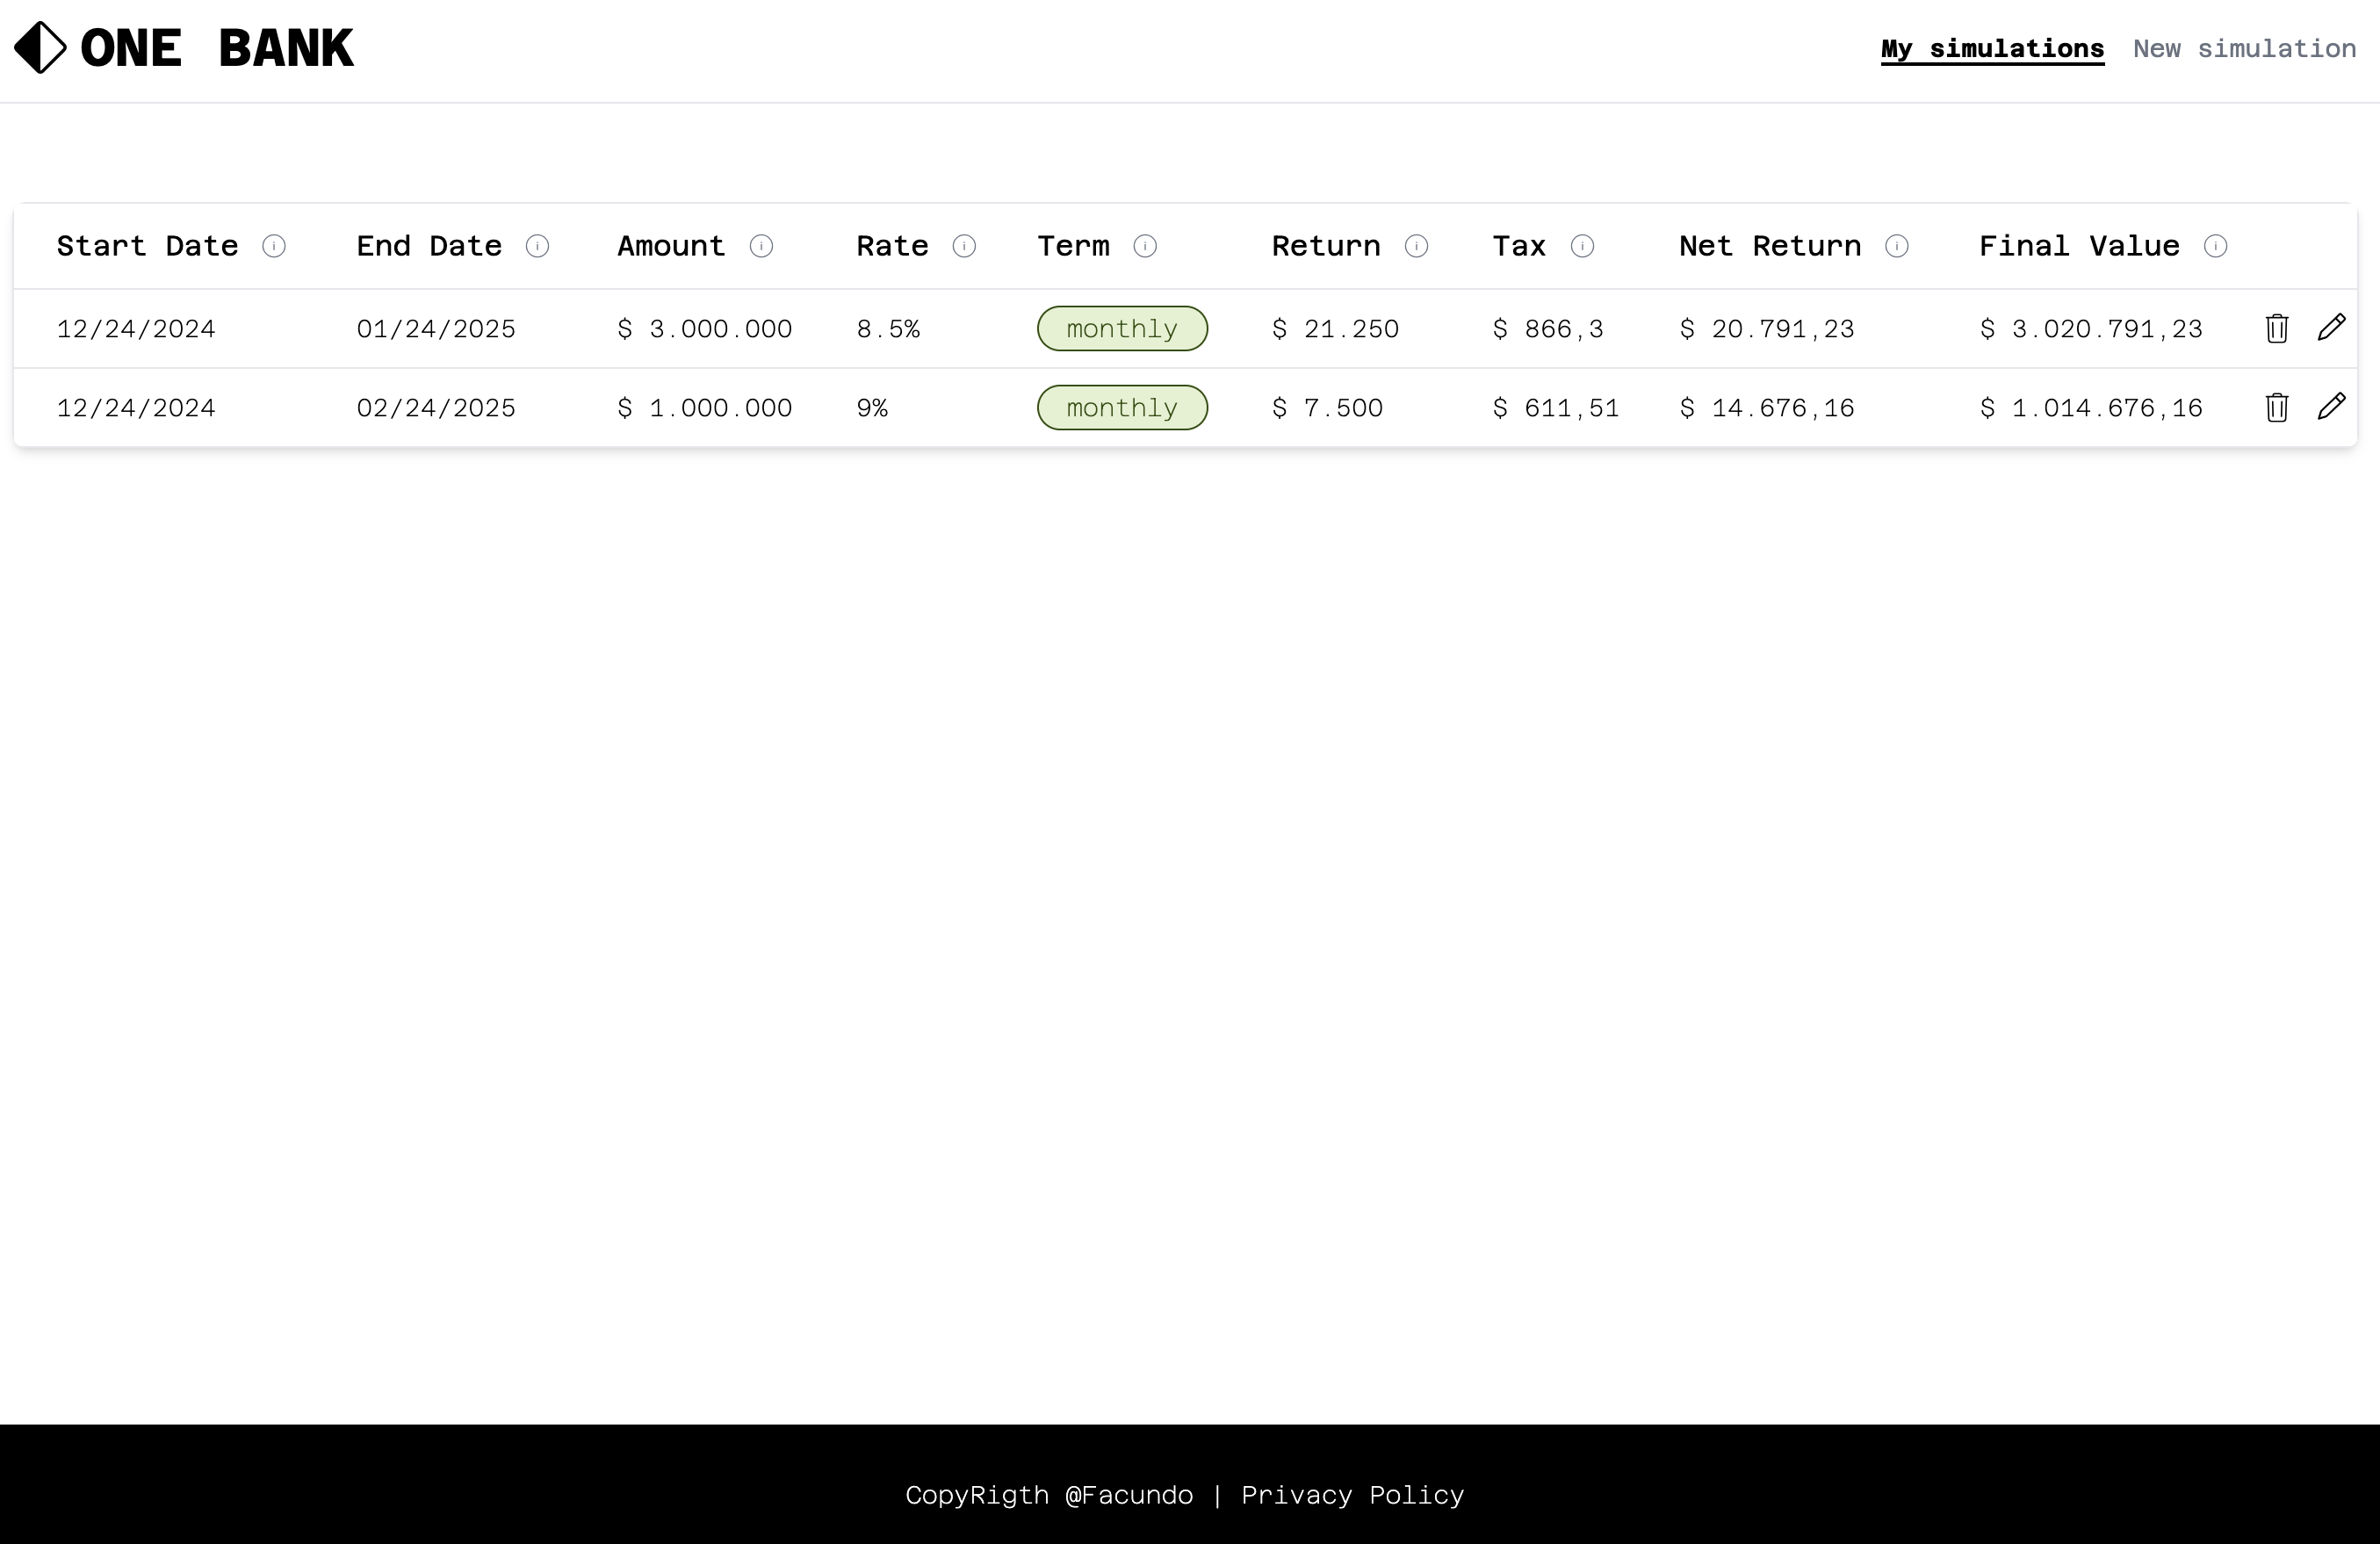 ONE BANK
My simulations New simulation
Start Date End Date Amount Rate Term Return Tax Net Return Final Value
12/24/2024 01/24/2025 $ 3.000.000 8.5% monthly $ 21.250 $ 866,3 $ 20.791,23 $ 3.020.791,23
12/24/2024 02/24/2025 $ 1.000.000 9% monthly $ 7.500 $ 611,51 $ 14.676,16 $ 1.014.676,16
CopyRigth @Facundo | Privacy Policy